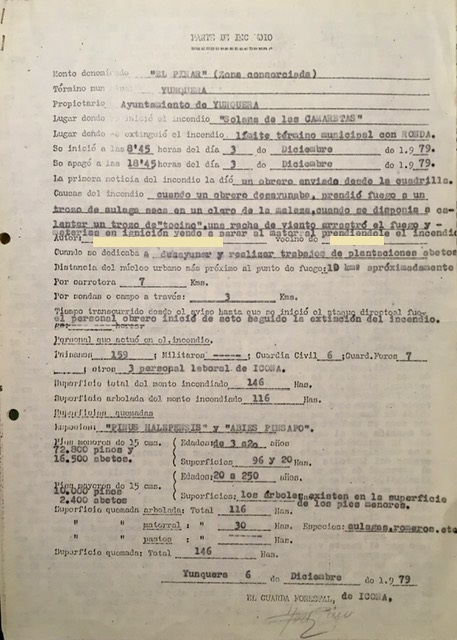 PARTE DE INCENDIO
Monte denominado "EL PINAR" (Zona consorciada)
Término municipal YUNQUERA
Propietario Ayuntamiento de YUNQUERA
Lugar donde se inició el incendio "Solana de los CAMARETAS"
Lugar donde se extinguió el incendio límite término municipal con RONDA.
Se inició a las 8'45 horas del día 3 de Diciembre de 1.979.
Se apagó a las 18'45 horas del día 3 de Diciembre de 1.979.
La primera noticia del incendio la dió un obrero enviado desde la cuadrilla.
Causas del incendio cuando un obrero desayunaba, prendió fuego a un
trozo de aulaga seca en un claro de la maleza, cuando se disponia a ca-
lentar un trozo de "tocino", una racha de viento arrastró el fuego y
materias en ignición yendo a parar al matorral prendiendole el incendio
Autor: Vecino de
Cuando se dedicaba a desayunar y realizar trabajos de plantaciones abetos
Distancia del núcleo urbano más próximo al punto de fuego: 10 kms aproximadamente
Por carretera 7 Kms.
Por sendas o campo a través: 3 Kms.
Tiempo transcurrido desde el aviso hasta que se inició el ataque directo al fuego
el personal obrero inició de acto seguido la extinción del incendio.
Personal que actuó en el incendio.
Paisanos 159 ; Militares ----- ; Guardia Civil 6 ; Guard.Fores 7
; otros 3 personal laboral de ICONA.
Superficie total del monte incendiado 146 Has.
Superficie arbolada del monte incendiado 116 Has.
Superficies quemadas
Especies: "PINUS HALEPENSIS y "ABIES PINSAPO".
Pies menores de 15 cms. Edades: de 3 a 20 años
72.800 pinos y
16.500 abetos. Superficies 96 y 20 Has.
Edades: 20 a 250 años.
Pies mayores de 15 cms
10.000 pinos Superficies: los árboles existen en la superficie
2.400 abetos de los pies menores.
Superficie quemada arbolada: Total 116 Has.
" " matorral : " 30 Has. Especies: aulagas, romeros, etc
" " pastos : " ------- Has.
Superficie quemada: Total 146 Has.
Yunquera 6 de Diciembre de 1.9 79
EL GUARDA FORESTAL, de ICONA.